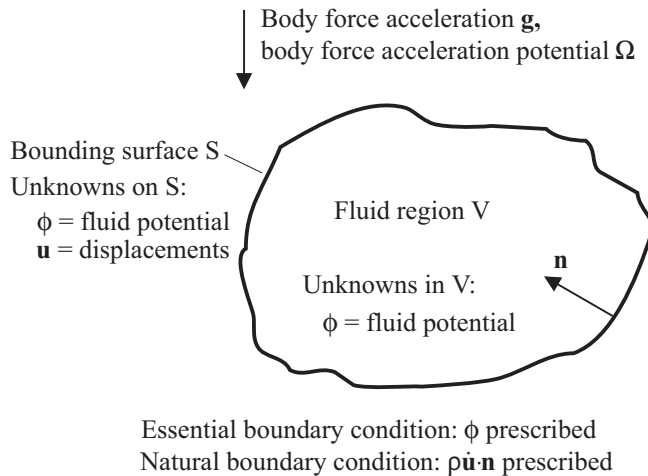 Body force acceleration g,
body force acceleration potential Ω
Bounding surface S
Unknowns on S:
ϕ = fluid potential
u = displacements
Fluid region V
n
Unknowns in V:
ϕ = fluid potential
Essential boundary condition: ϕ prescribed
Natural boundary condition: ρu̇·n prescribed